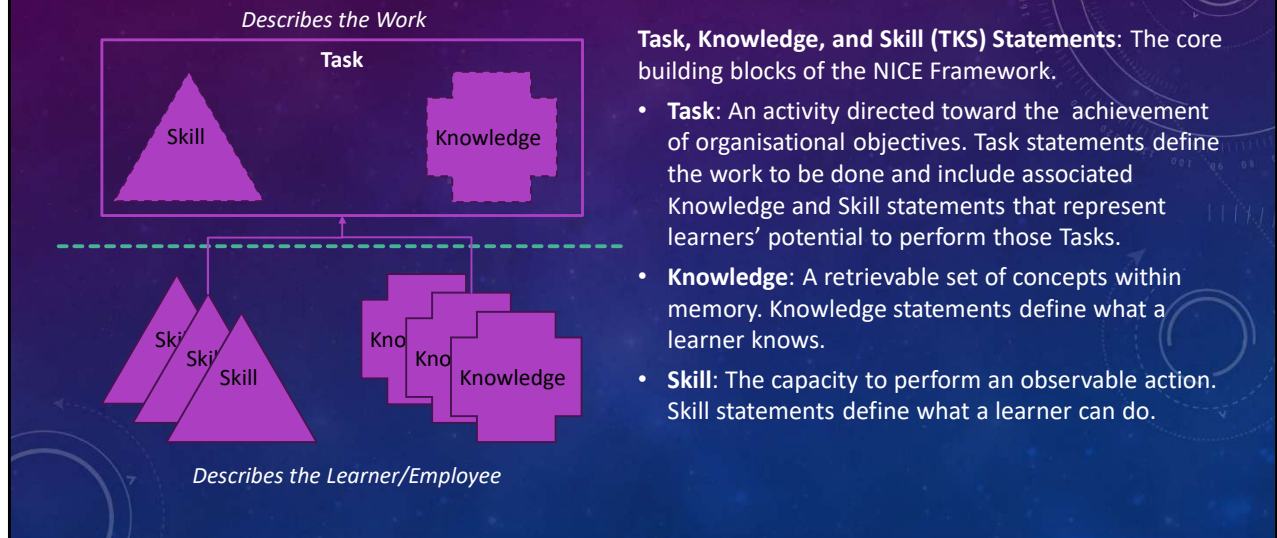 Describes the Work
Task
Skill
Knowledge
Ski
Skil
Skill
Kno
Kno
Knowledge
Describes the Learner/Employee
Task, Knowledge, and Skill (TKS) Statements: The core
building blocks of the NICE Framework.
• Task: An activity directed toward the achievement
of organisational objectives. Task statements define
the work to be done and include associated
Knowledge and Skill statements that represent
learners’ potential to perform those Tasks.
• Knowledge: A retrievable set of concepts within
memory. Knowledge statements define what a
learner knows.
• Skill: The capacity to perform an observable action.
Skill statements define what a learner can do.